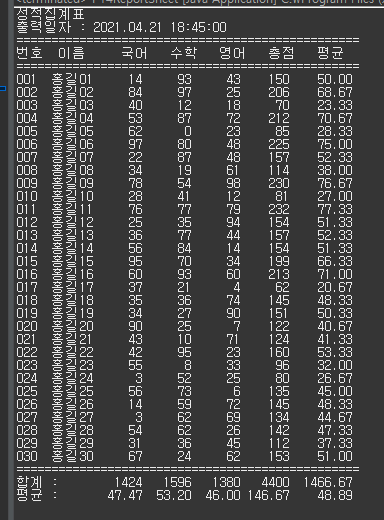 성적집계표
출력일자 : 2021.04.21 18:45:00
번호 이름 국어 수학 영어 총점 평균
001 홍길01 14 93 43 150 50.00
002 홍길02 84 97 25 206 68.67
003 홍길03 40 12 18 70 23.33
004 홍길04 53 87 72 212 70.67
005 홍길05 62 0 23 85 28.33
006 홍길06 97 80 48 225 75.00
007 홍길07 22 87 48 157 52.33
008 홍길08 34 19 61 114 38.00
009 홍길09 78 54 98 230 76.67
010 홍길10 28 41 12 81 27.00
011 홍길11 76 77 79 232 77.33
012 홍길12 25 35 94 154 51.33
013 홍길13 36 77 44 157 52.33
014 홍길14 56 84 14 154 51.33
015 홍길15 95 70 34 199 66.33
016 홍길16 60 93 60 213 71.00
017 홍길17 37 21 4 62 20.67
018 홍길18 35 36 74 145 48.33
019 홍길19 34 27 90 151 50.33
020 홍길20 90 25 7 122 40.67
021 홍길21 43 10 71 124 41.33
022 홍길22 42 95 23 160 53.33
023 홍길23 55 8 33 96 32.00
024 홍길24 3 52 25 80 26.67
025 홍길25 56 73 6 135 45.00
026 홍길26 14 59 72 145 48.33
027 홍길27 3 62 69 134 44.67
028 홍길28 54 62 26 142 47.33
029 홍길29 31 36 45 112 37.33
030 홍길30 67 24 62 153 51.00
합계 : 1424 1596 1380 4400 1466.67
평균 : 47.47 53.20 46.00 146.67 48.89